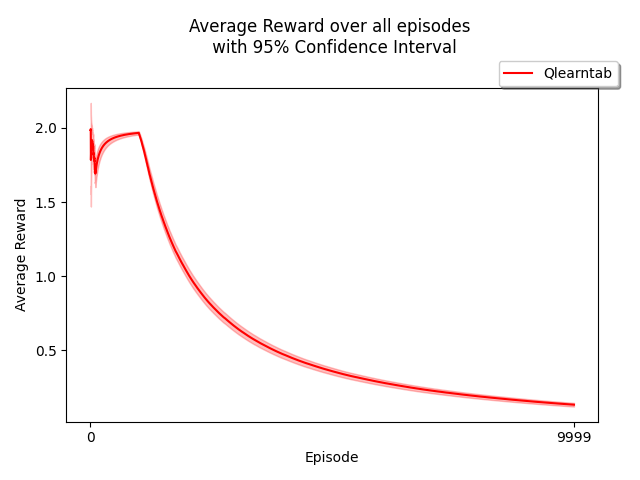 Average Reward over all episodes
with 95% Confidence Interval
Qlearntab
2.0
1.5
1.0
0.5
Average Reward
0
9999
Episode